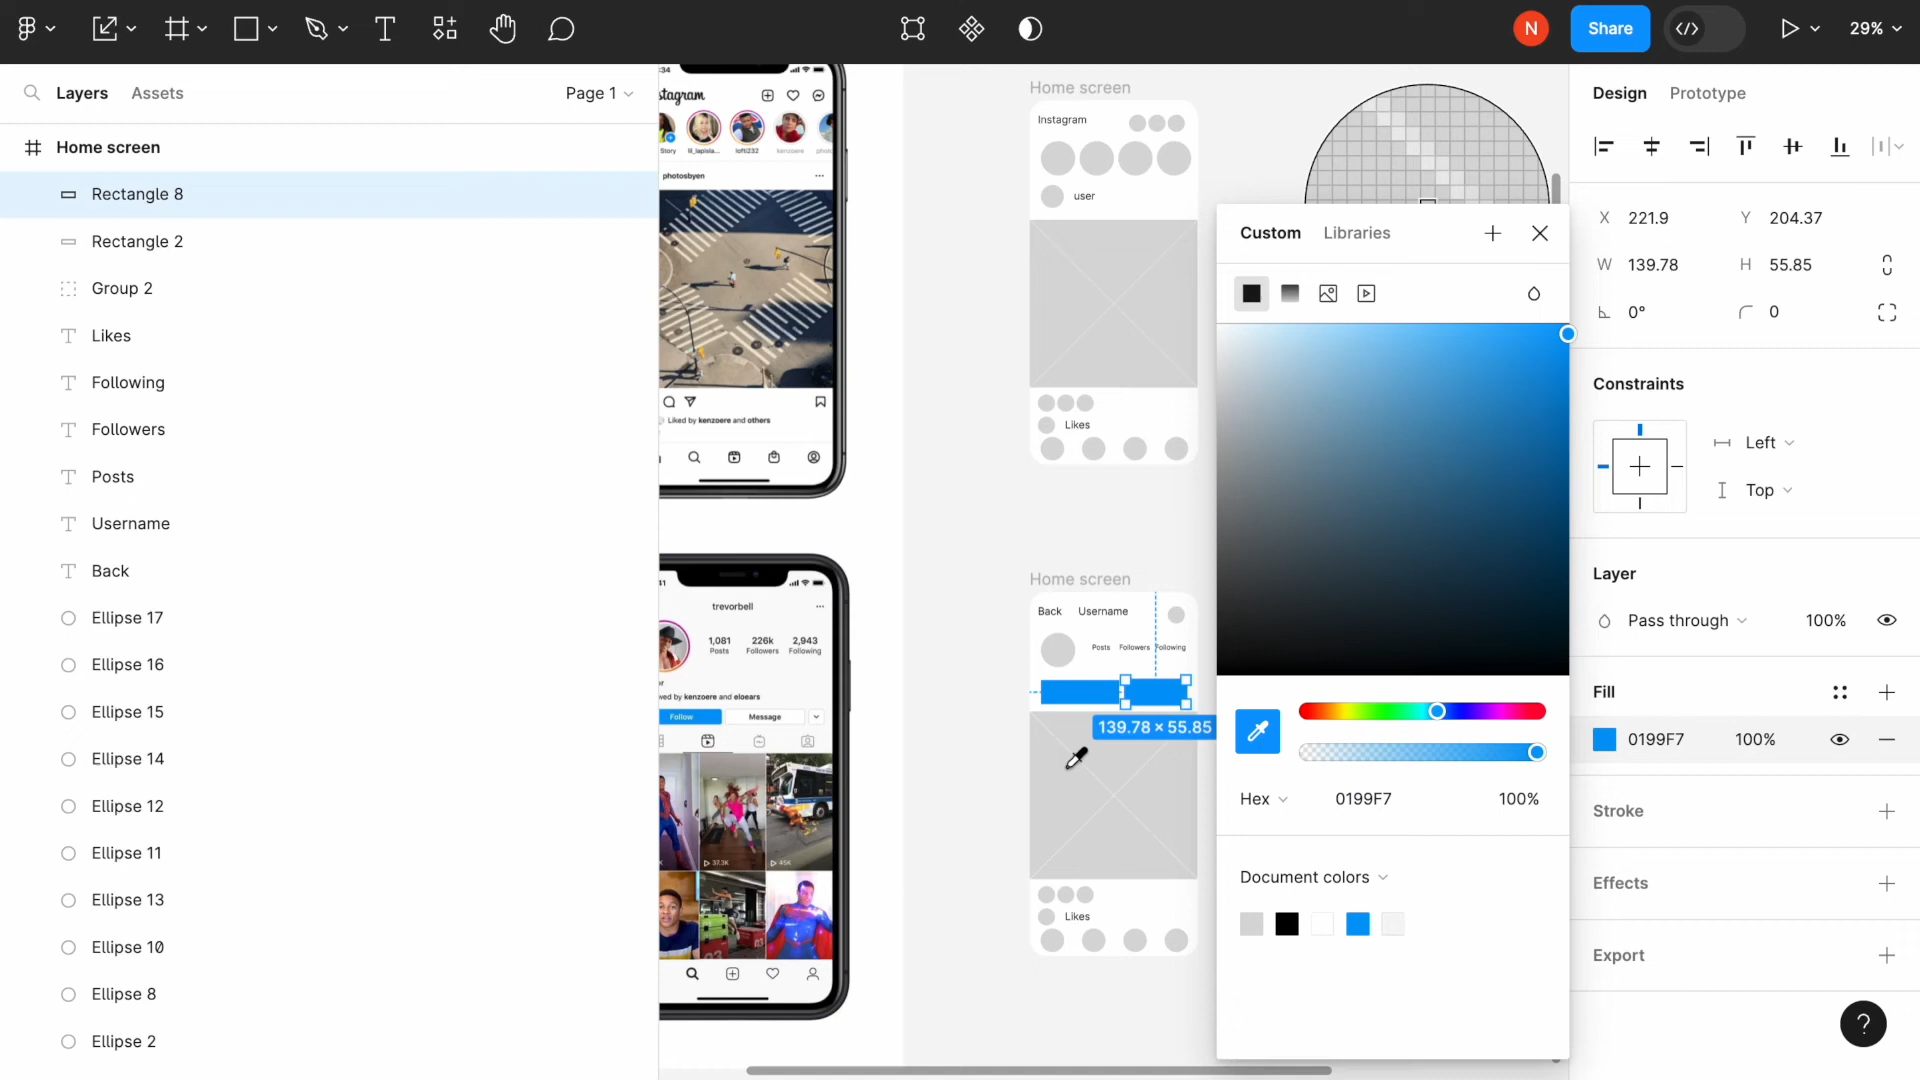 N
Share
29%
Layers
Assets
Page 1
Home screen
Rectangle 8
Rectangle 2
Group 2
Likes
Following
Followers
Posts
Username
Back
Ellipse 17
Ellipse 16
Ellipse 15
Ellipse 14
Ellipse 12
Ellipse 11
Ellipse 13
Ellipse 10
Ellipse 8
Ellipse 2
:34
stagram
Story
lil_lapisla...
lofti232
kenzoere
photo
photosbyen
Liked by kenzoere and others
41
trevorbell
1,081
226k
2,943
Posts
Followers
Following
or
wed by kenzoere and eloears
Follow
Message
37.3K
45K
Home screen
Instagram
user
Likes
Home screen
Back
Username
Posts
Followers
Following
139.78 × 55.85
Likes
Custom
Libraries
Hex
0199F7
100%
Document colors
Design
Prototype
X
221.9
Y
204.37
W
139.78
H
55.85
0°
0
Constraints
Left
Top
Layer
Pass through
100%
Fill
0199F7
100%
Stroke
Effects
Export
?